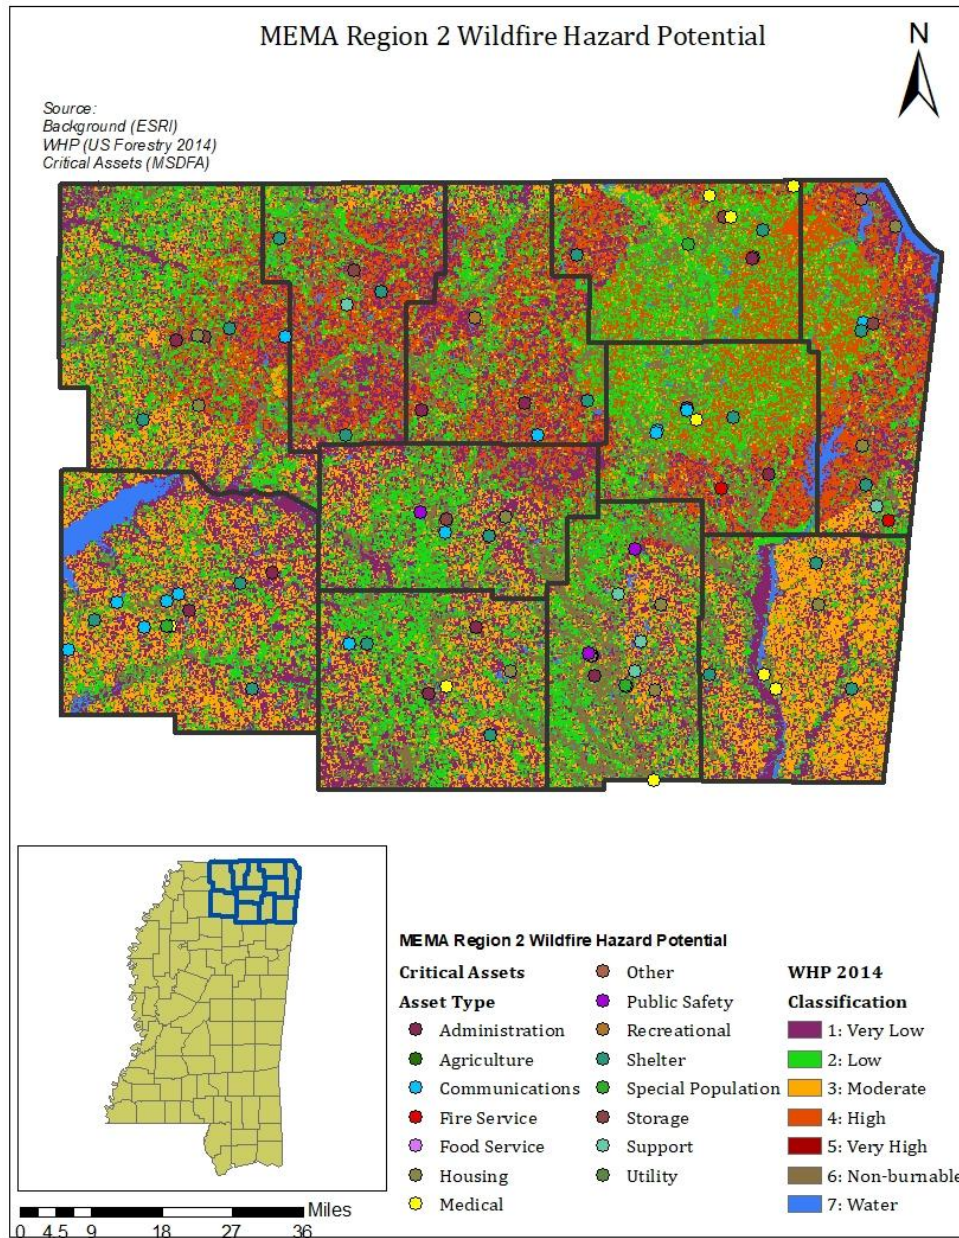 MEMA Region 2 Wildfire Hazard Potential
N
Source:
Background (ESRI)
WHP (US Forestry 2014)
Critical Assets (MSDFA)
MEMA Region 2 Wildfire Hazard Potential
Critical Assets
Asset Type
Administration
Agriculture
Communications
Fire Service
Food Service
Housing
Medical
Other
Public Safety
Recreational
Shelter
Special Population
Storage
Support
Utility
WHP 2014
Classification
1: Very Low
2: Low
3: Moderate
4: High
5: Very High
6: Non-burnable
7: Water
Miles
0 4.5 9 18 27 36